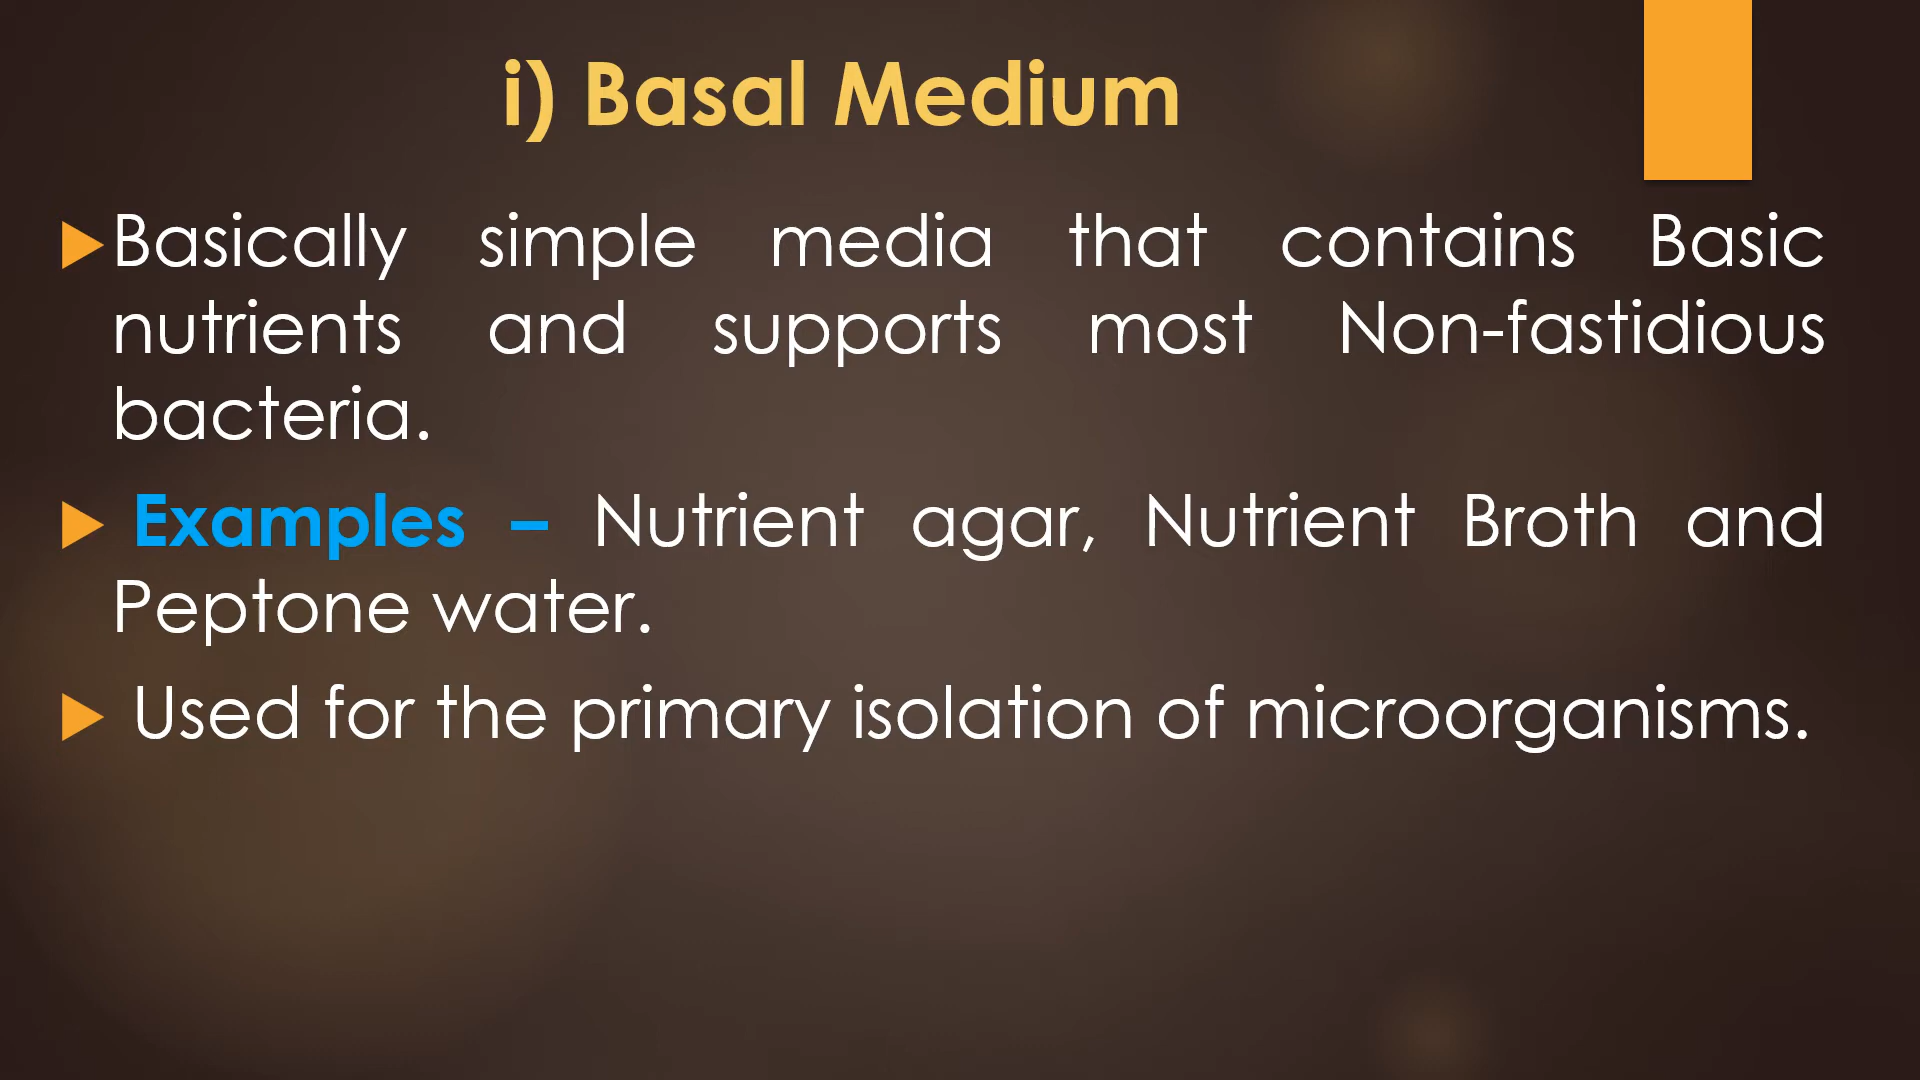 i) Basal Medium
Basically simple media that contains Basic
nutrients and supports most Non-fastidious
bacteria.
Examples – Nutrient agar, Nutrient Broth and
Peptone water.
Used for the primary isolation of microorganisms.